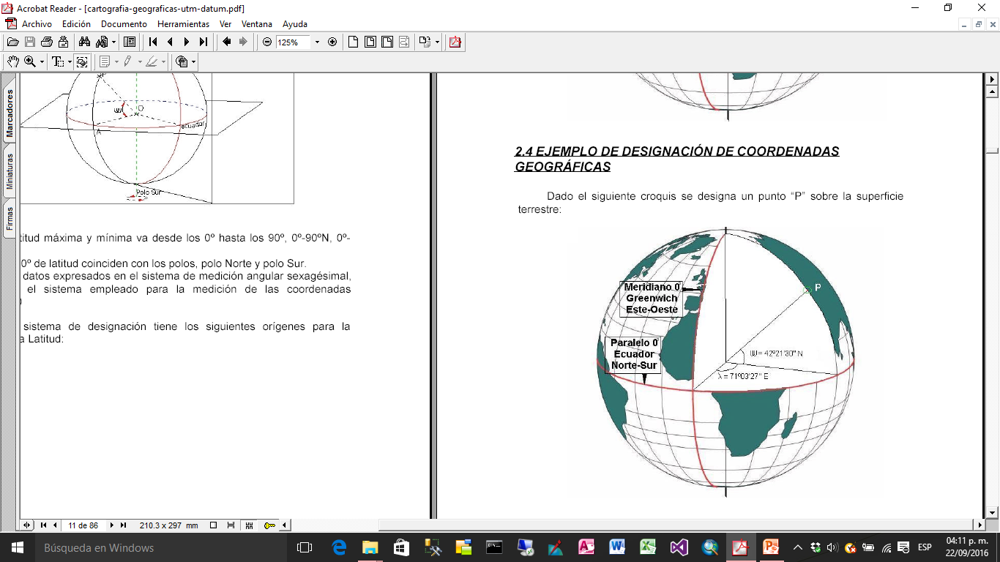 Acrobat Reader - [cartografia-geograficas-utm-datum.pdf]
Archivo Edición Documento Herramientas Ver Ventana Ayuda
125%
Marcadores
Miniaturas
Firmas
O
ecuador
A
Polo Sur
titud máxima y mínima va desde los 0º hasta los 90º, 0º-90ºN, 0º-
0º de latitud coinciden con los polos, polo Norte y polo Sur.
datos expresados en el sistema de medición angular sexagésimal,
el sistema empleado para la medición de las coordenadas
)
sistema de designación tiene los siguientes orígenes para la
a Latitud:
2.4 EJEMPLO DE DESIGNACIÓN DE COORDENADAS
GEOGRÁFICAS
Dado el siguiente croquis se designa un punto “P” sobre la superficie
terrestre:
P
Meridiano 0
Greenwich
Este-Oeste
Paralelo 0
Ecuador
Norte-Sur
ω = 42º21'30'' N
λ = 71º03'27'' E
11 de 86
210.3 x 297 mm
Búsqueda en Windows
ESP
04:11 p. m.
22/09/2016